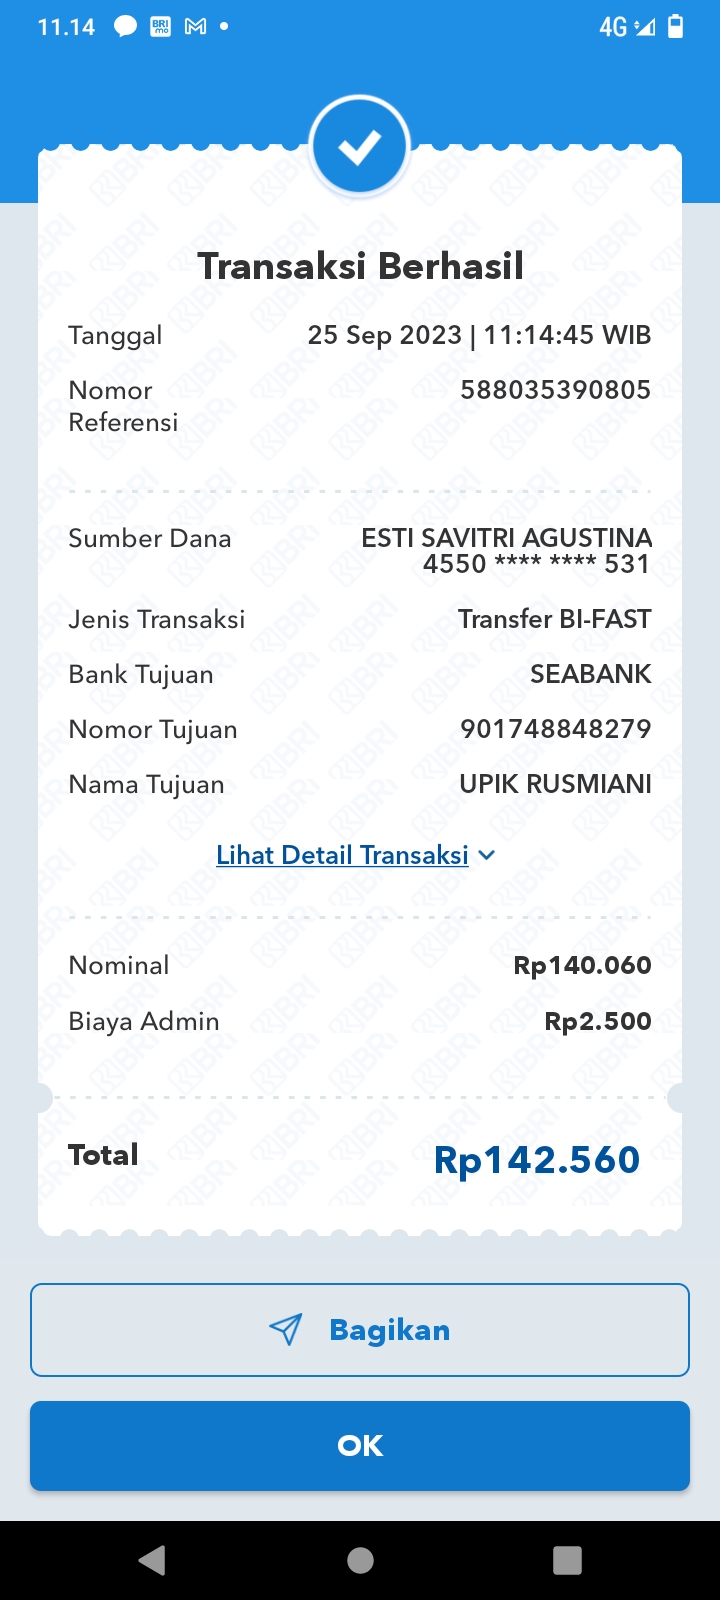 11.14
BRI
mo
4G
Transaksi Berhasil
Tanggal 25 Sep 2023 | 11:14:45 WIB
Nomor Referensi 588035390805
Sumber Dana ESTI SAVITRI AGUSTINA
4550 **** **** 531
Jenis Transaksi Transfer BI-FAST
Bank Tujuan SEABANK
Nomor Tujuan 901748848279
Nama Tujuan UPIK RUSMIANI
Lihat Detail Transaksi
Nominal Rp140.060
Biaya Admin Rp2.500
Total Rp142.560
Bagikan
OK